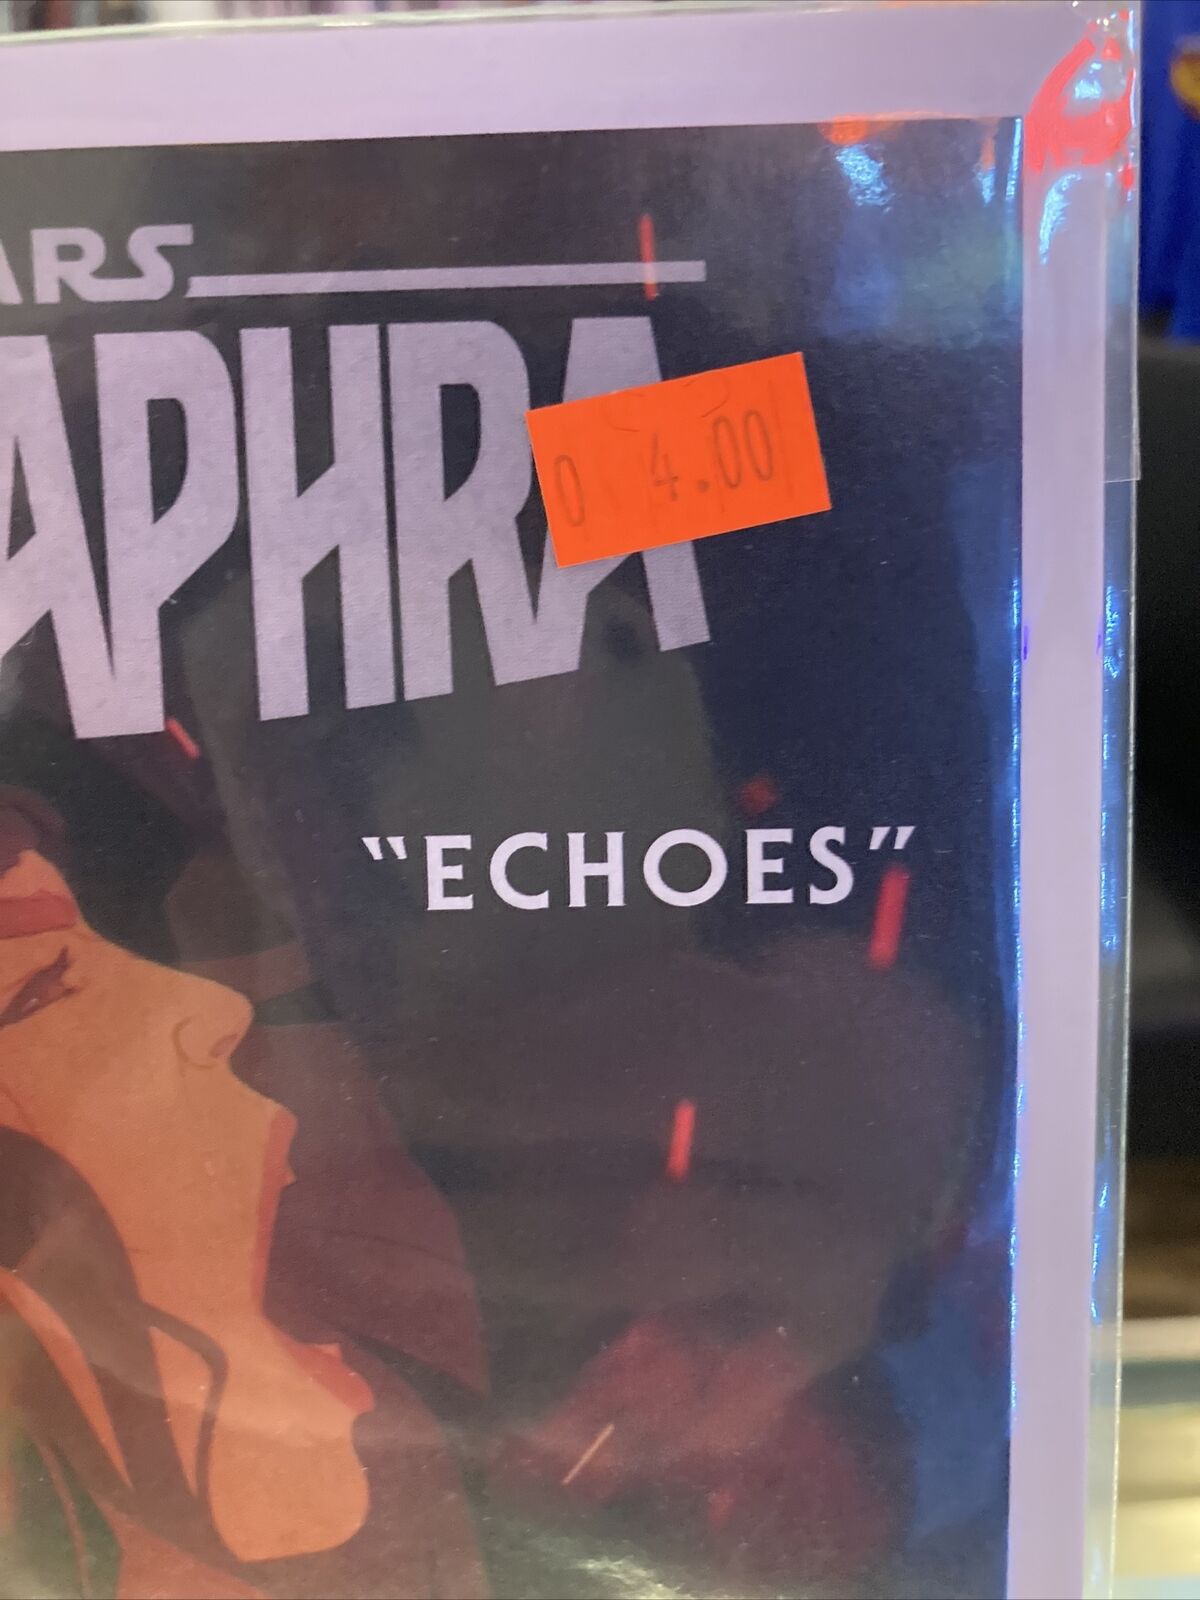 ARS
APHRA
0 4.00
“ECHOES”